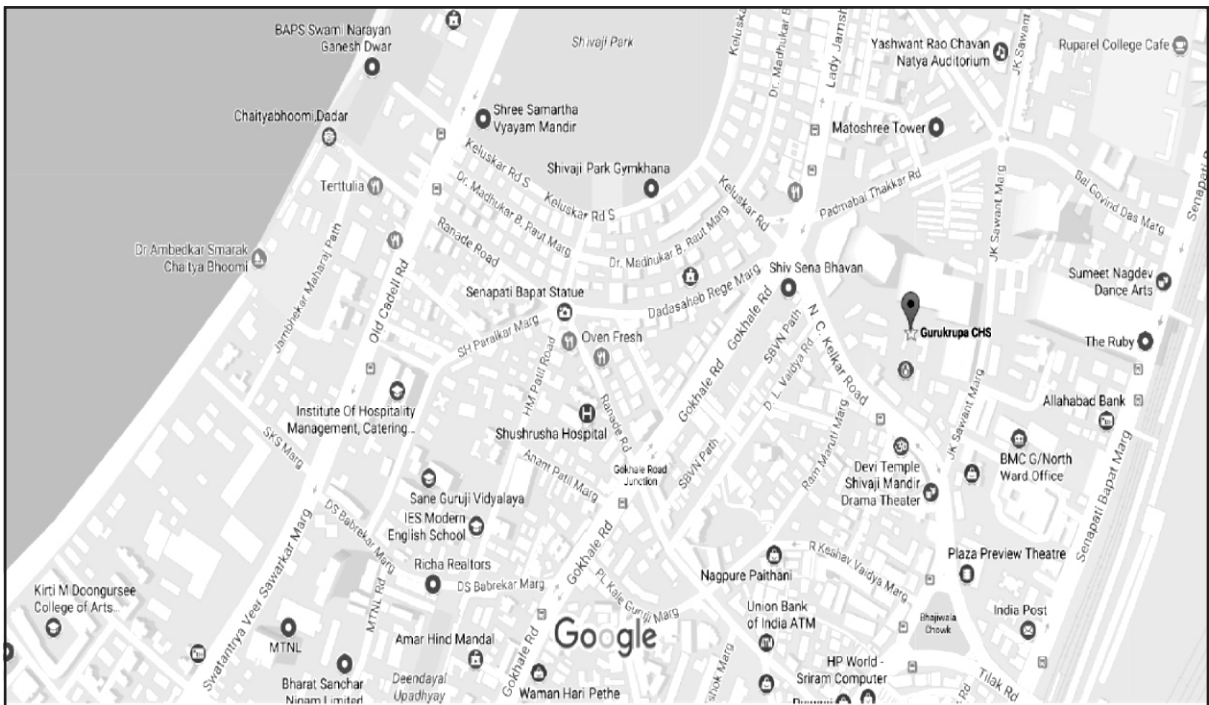 BAPS Swami Narayan
Ganesh Dwar
Shivaji Park
Keluskar
Dr. Madhukar B.
Lady Jamsh
Yashwant Rao Chavan
Natya Auditorium
JK Sawant
Ruparel College Cafe
Chaityabhoomi,Dadar
Shree Samartha
Vyayam Mandir
Matoshree Tower
Keluskar Rd S
Shivaji Park Gymkhana
Terttulia
Dr. Madhukar B. Raut Marg
Keluskar Rd S
Keluskar Rd
Padmabai Thakkar Rd
Bal Govind Das Marg
Senapati
Ranade Road
Dr. Madhukar B. Raut Marg
JK Sawant Marg
Dr Ambedkar Smarak
Chaitya Bhoomi
Jambhekar Maharaj Path
Old Cadell Rd
Senapati Bapat Statue
Dadasaheb Rege Marg
Shiv Sena Bhavan
Sumeet Nagdev
Dance Arts
SH Paralkar Marg
Oven Fresh
Gokhale Rd
SBVN Path
N. C. Kelkar Road
Gurukrupa CHS
The Ruby
HM Patil Road
D. L. Vaidya Rd
Gokhale Rd
Ranade Rd
JK Sawant Marg
Allahabad Bank
Institute Of Hospitality
Management, Catering...
Shushrusha Hospital
Ram Maruti Marg
SKS Marg
Anant Patil Marg
Gokhale Road
Junction
SBVN Path
Devi Temple
Shivaji Mandir
Drama Theater
BMC G/North
Ward Office
Senapati Bapat Marg
Sane Guruji Vidyalaya
IES Modern
English School
DS Babrekar Marg
Gokhale Rd
R Keshav Vaidya Marg
Plaza Preview Theatre
Richa Realtors
DS Babrekar Marg
Nagpure Paithani
Kirti M Doongursee
College of Arts...
Swatantrya Veer Sawarkar Marg
MTNL Rd
PL Kale Guruji Marg
Union Bank
of India ATM
Bhajiwala
Chowk
India Post
MTNL
Amar Hind Mandal
Google
HP World -
Sriram Computer
Bharat Sanchar
Nigam Limited
Deendayal
Upadhyay
Gokhale Rd
Waman Hari Pethe
shok Marg
Rd
Tilak Rd